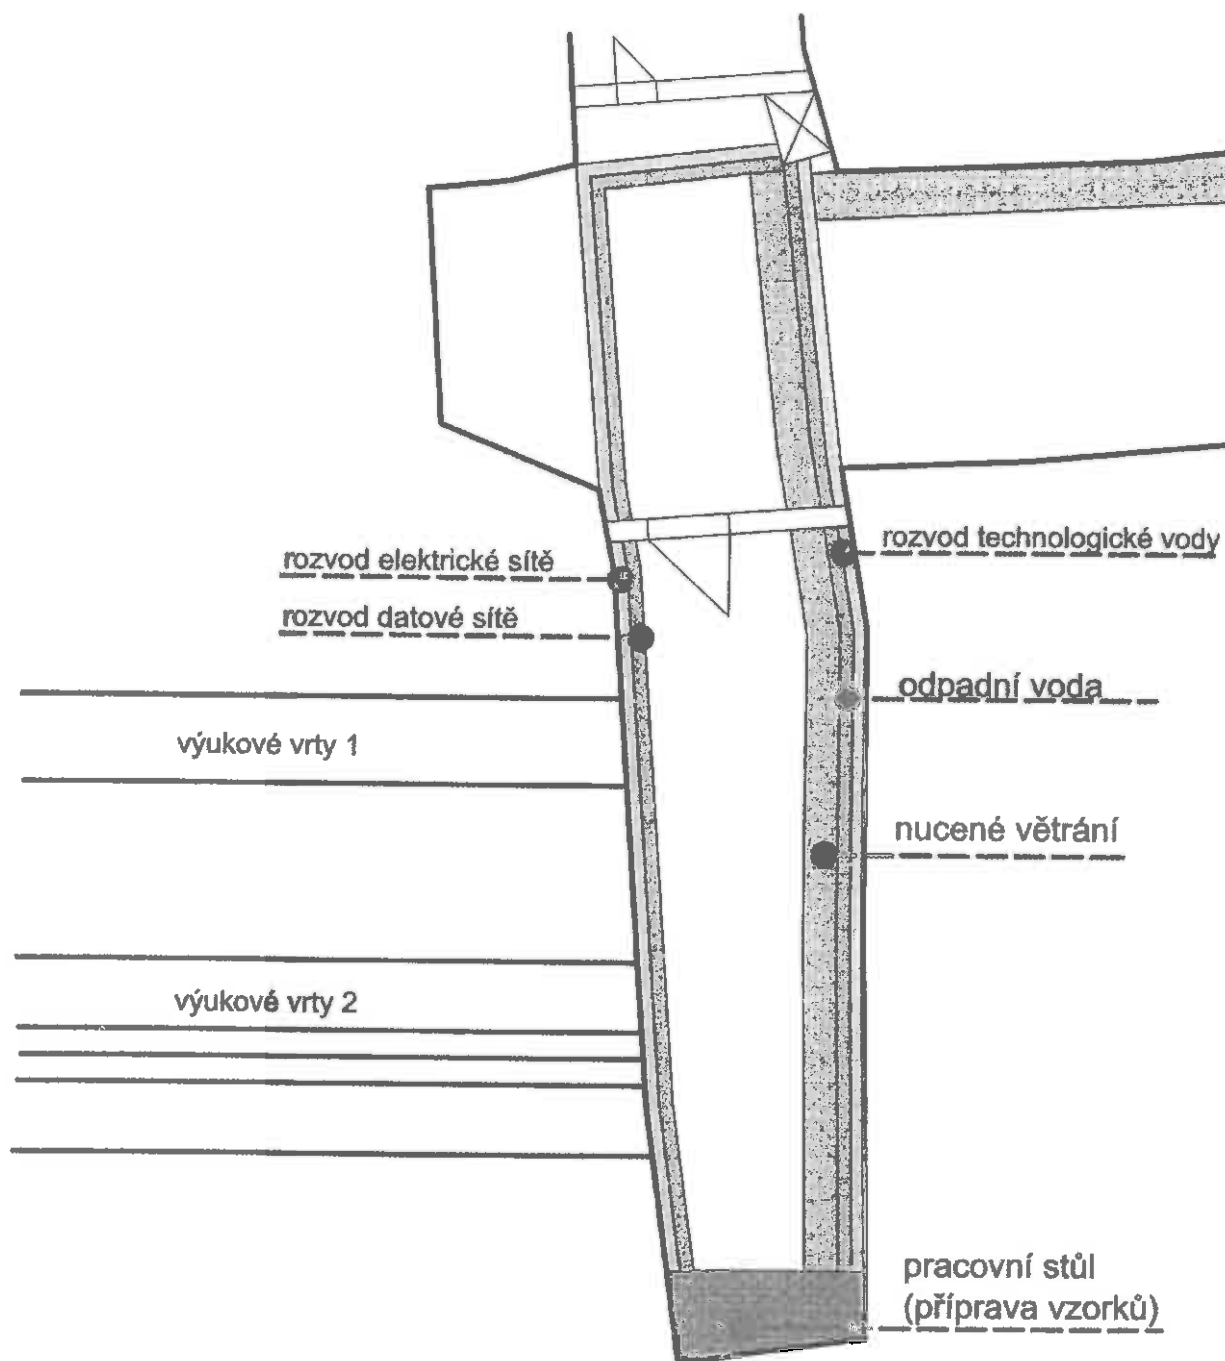 rozvod technologické vody
rozvod elektrické sítě
rozvod datové sítě
odpadní voda
výukové vrty 1
nucené větrání
výukové vrty 2
pracovní stůl
(příprava vzorků)